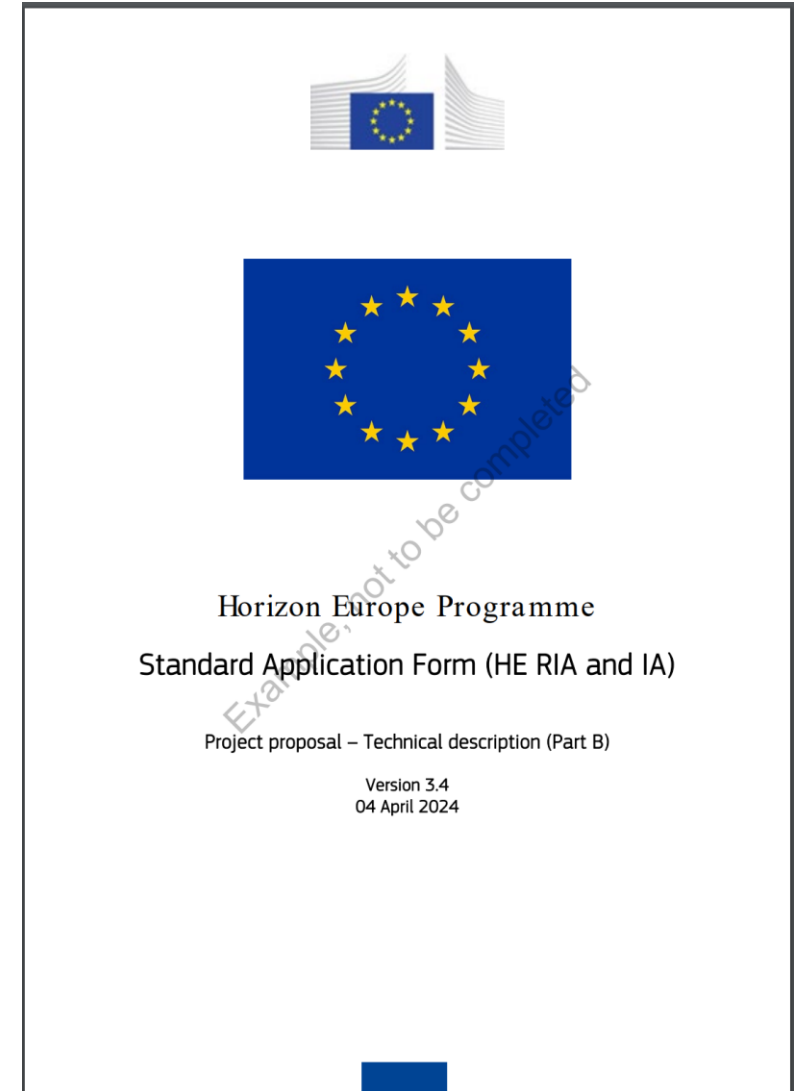 Horizon Europe Programme
Standard Application Form (HE RIA and IA)
Project proposal – Technical description (Part B)
Version 3.4
04 April 2024
Example, not to be completed